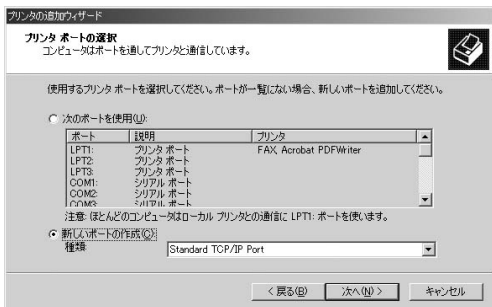 プリンタの追加ウィザード
プリンタ ポートの選択
コンピュータはポートを通してプリンタと通信しています。
使用するプリンタ ポートを選択してください。ポートが一覧にない場合、新しいポートを追加してください。
次のポートを使用(U):
ポート 説明 プリンタ
LPT1: プリンタ ポート FAX, Acrobat PDFWriter
LPT2: プリンタ ポート
LPT3: プリンタ ポート
COM1: シリアル ポート
COM2: シリアル ポート
COM3: シリアル ポート
注意: ほとんどのコンピュータはローカル プリンタとの通信に LPT1: ポートを使います。
新しいポートの作成(C):
種類: Standard TCP/IP Port
< 戻る(B) 次へ(N) > キャンセル